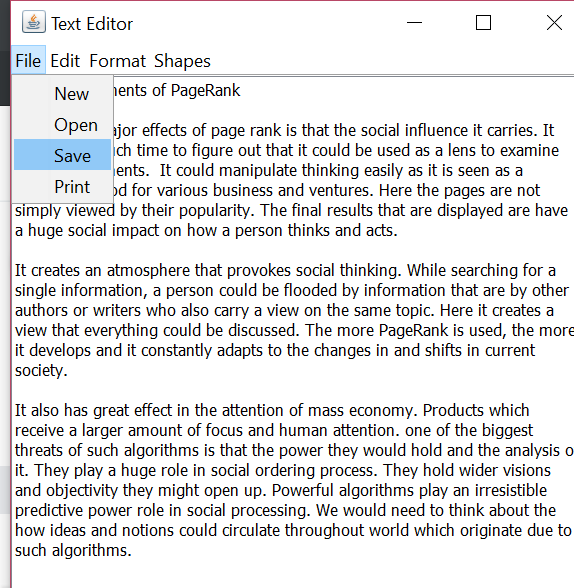 Text Editor
File Edit Format Shapes
New
Open
Save
Print
ents of PageRank
ajor effects of page rank is that the social influence it carries. It
ch time to figure out that it could be used as a lens to examine
ents. It could manipulate thinking easily as it is seen as a
od for various business and ventures. Here the pages are not
simply viewed by their popularity. The final results that are displayed are have
a huge social impact on how a person thinks and acts.
It creates an atmosphere that provokes social thinking. While searching for a
single information, a person could be flooded by information that are by other
authors or writers who also carry a view on the same topic. Here it creates a
view that everything could be discussed. The more PageRank is used, the more
it develops and it constantly adapts to the changes in and shifts in current
society.
It also has great effect in the attention of mass economy. Products which
receive a larger amount of focus and human attention. one of the biggest
threats of such algorithms is that the power they would hold and the analysis o
it. They play a huge role in social ordering process. They hold wider visions
and objectivity they might open up. Powerful algorithms play an irresistible
predictive power role in social processing. We would need to think about the
how ideas and notions could circulate throughout world which originate due to
such algorithms.